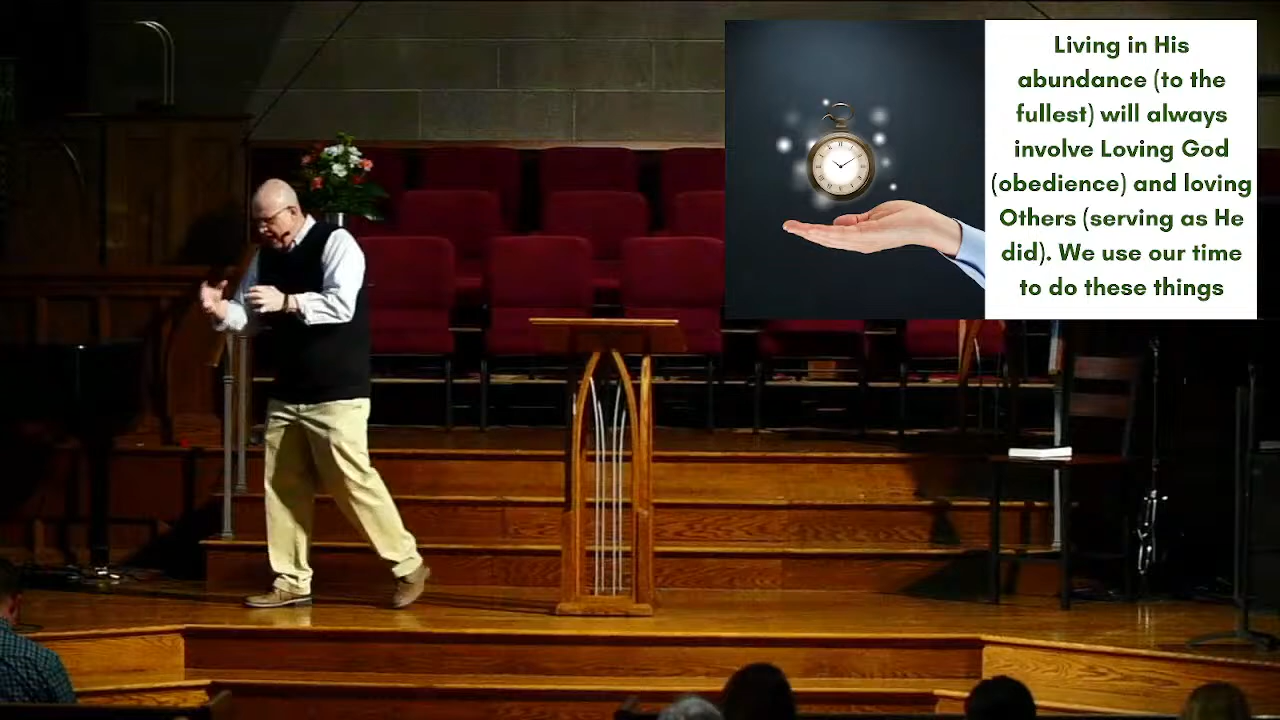 Living in His
abundance (to the
fullest) will always
involve Loving God
(obedience) and loving
Others (serving as He
did). We use our time
to do these things